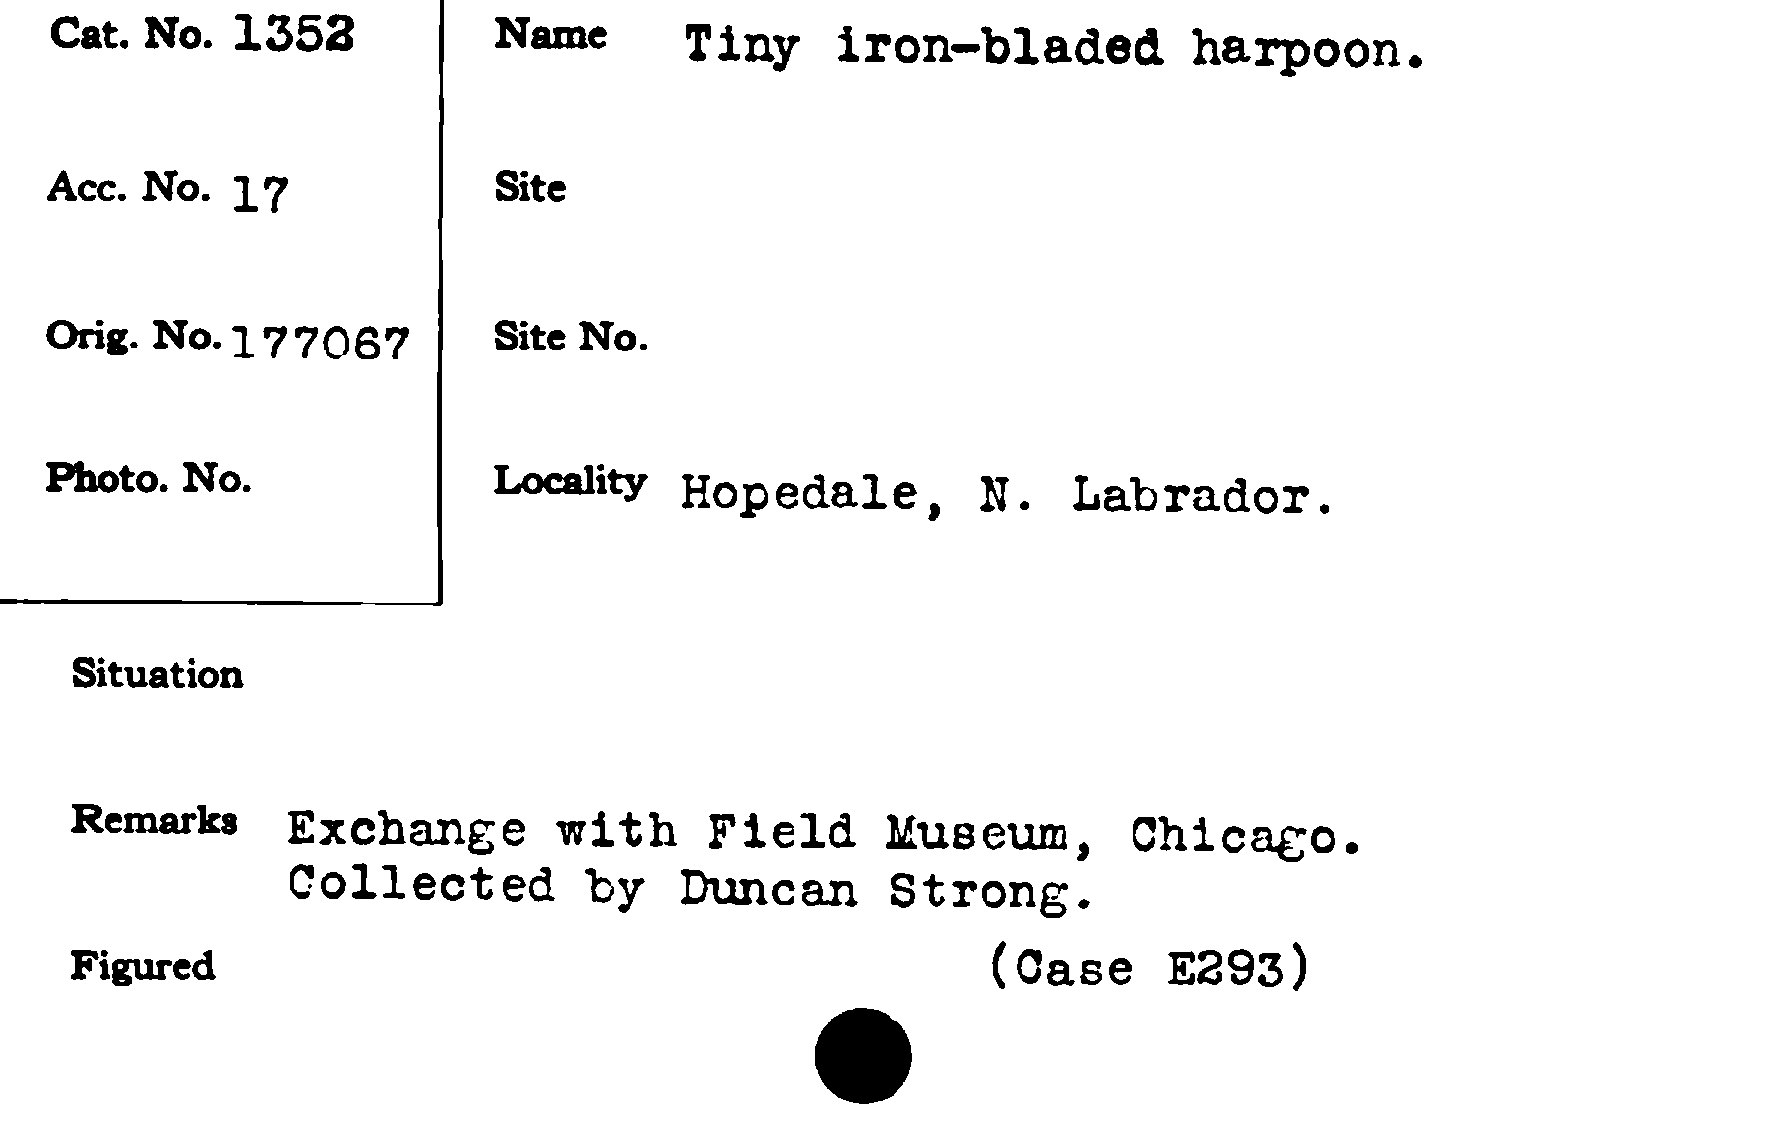 Cat. No. 1352
Name Tiny iron-bladed harpoon.
Acc. No. 17
Site
Orig. No. 177067
Site No.
Photo. No.
Locality Hopedale, N. Labrador.
Situation
Remarks Exchange with Field Museum, Chicago.
Collected by Duncan Strong.
Figured
(Case E293)